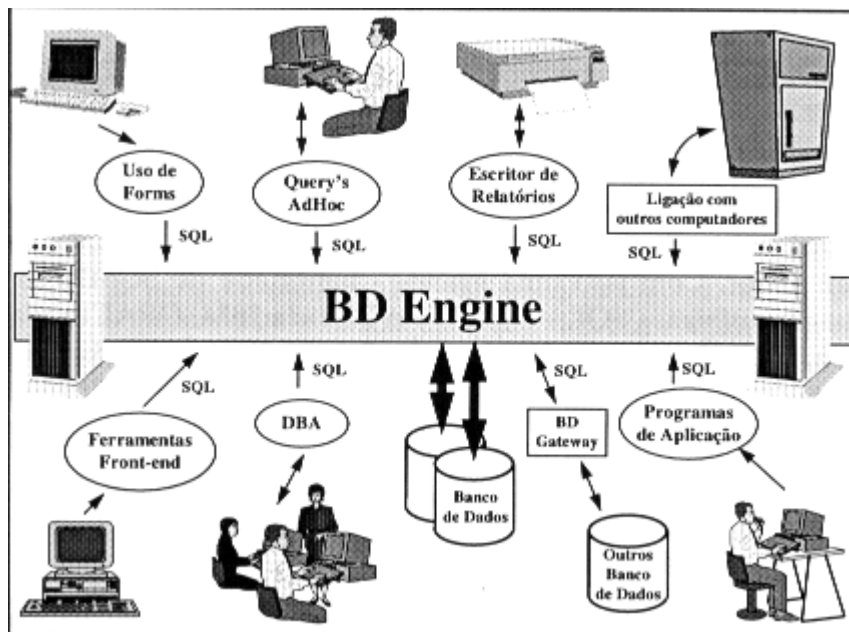 Uso de
Forms
Query's
AdHoc
Escritor de
Relatórios
Ligação com
outros computadores
SQL
SQL
SQL
SQL
BD Engine
SQL
SQL
SQL
SQL
Ferramentas
Front-end
DBA
Banco
de Dados
BD
Gateway
Programas
de Aplicação
Outros
Banco
de Dados